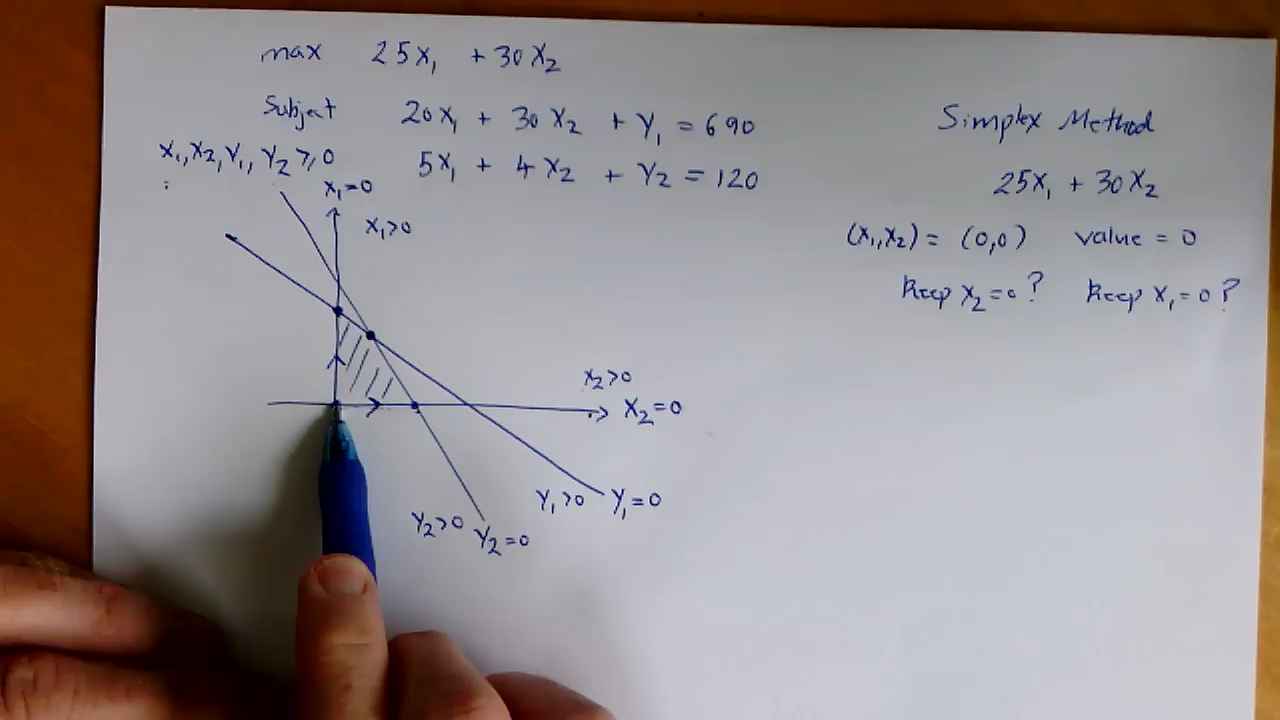 max 25x₁ + 30x₂
Subject 20x₁ + 30x₂ + y₁ = 690
x₁, x₂, y₁, y₂ ≥ 0 5x₁ + 4x₂ + y₂ = 120
x₁=0
x₁>0
x₂>0
x₂=0
y₁>0 y₁=0
y₂>0 y₂=0
Simplex Method
25x₁ + 30x₂
(x₁,x₂) = (0,0) value = 0
Keep x₂=0? Keep x₁=0?